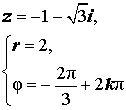 z = −1 − √3i,
{ r = 2,
φ = − 2π/3 + 2kπ